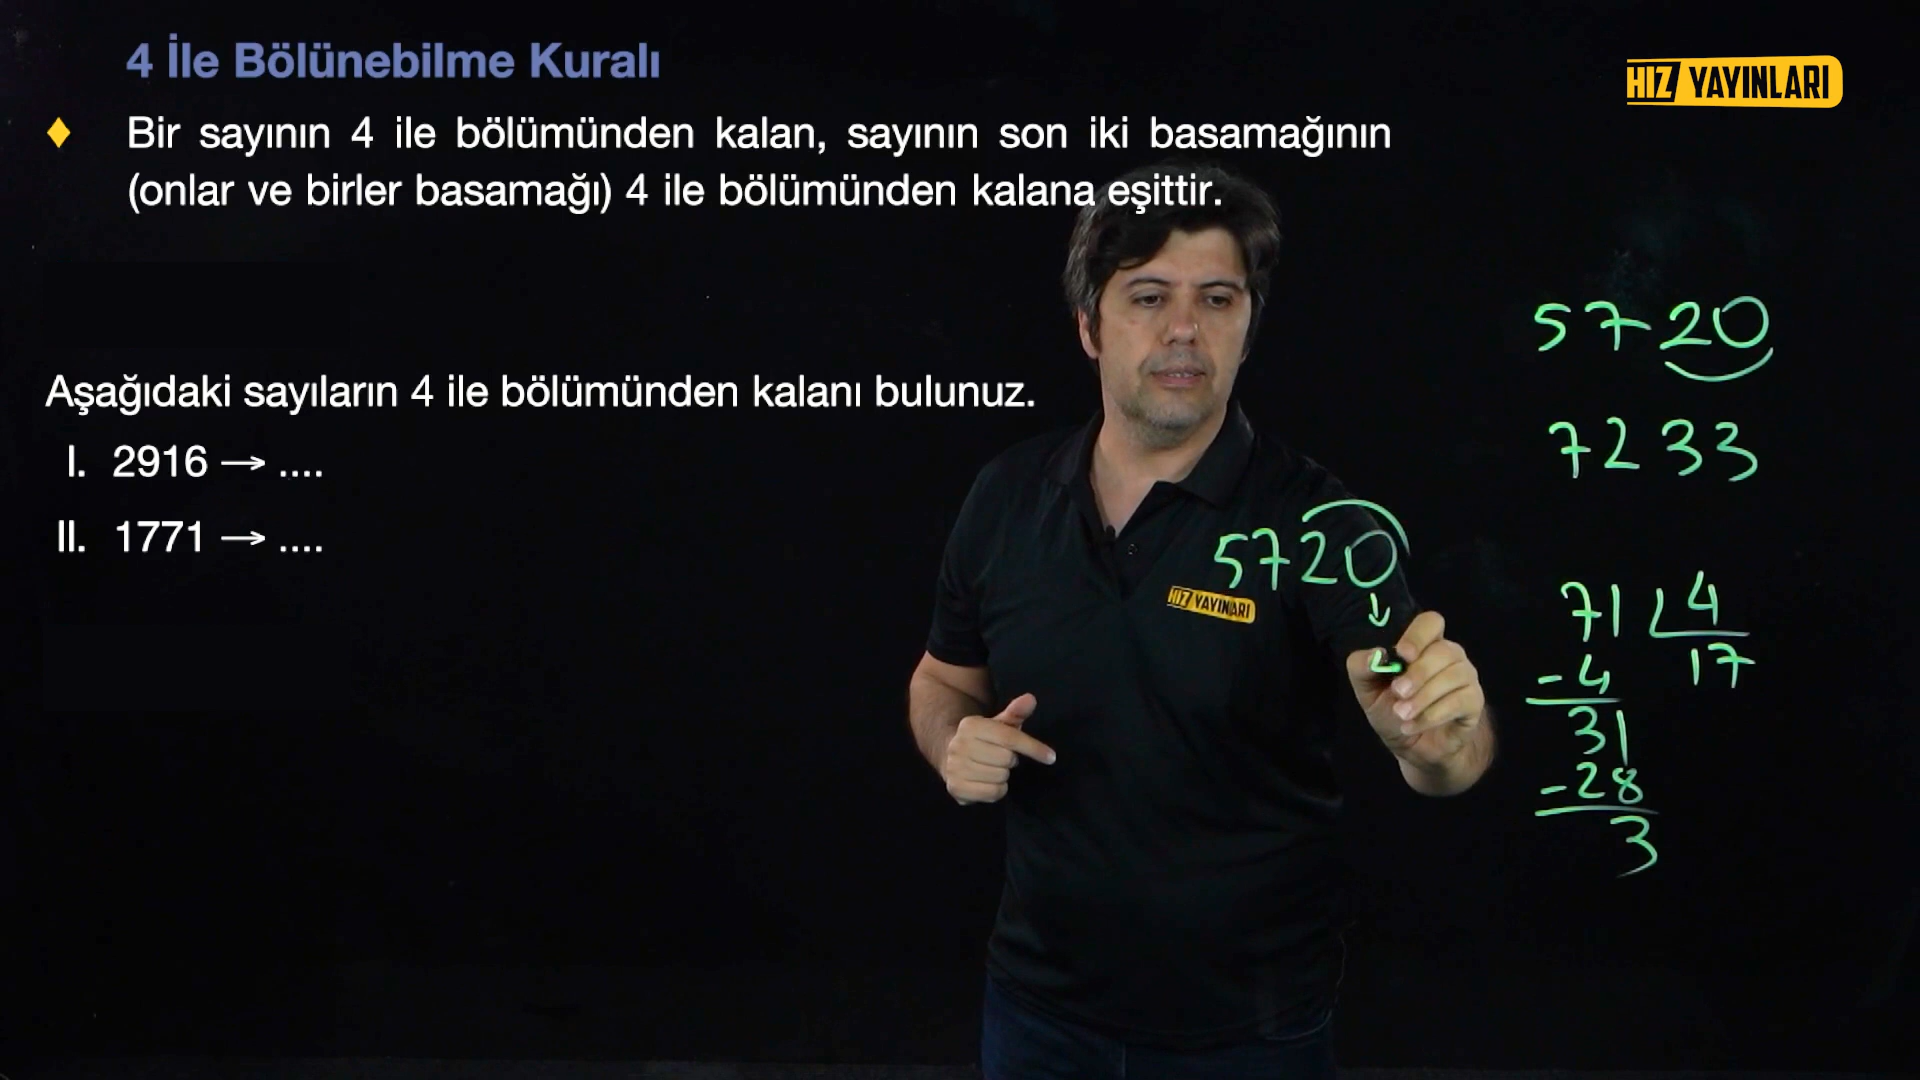 4 İle Bölünebilme Kuralı
HIZ YAYINLARI
Bir sayının 4 ile bölümünden kalan, sayının son iki basamağının
(onlar ve birler basamağı) 4 ile bölümünden kalana eşittir.
Aşağıdaki sayıların 4 ile bölümünden kalanı bulunuz.
I. 2916 → ....
II. 1771 → ....
5720
HIZ YAYINLARI
5720
7233
71 4
-4 17
31
-28
3